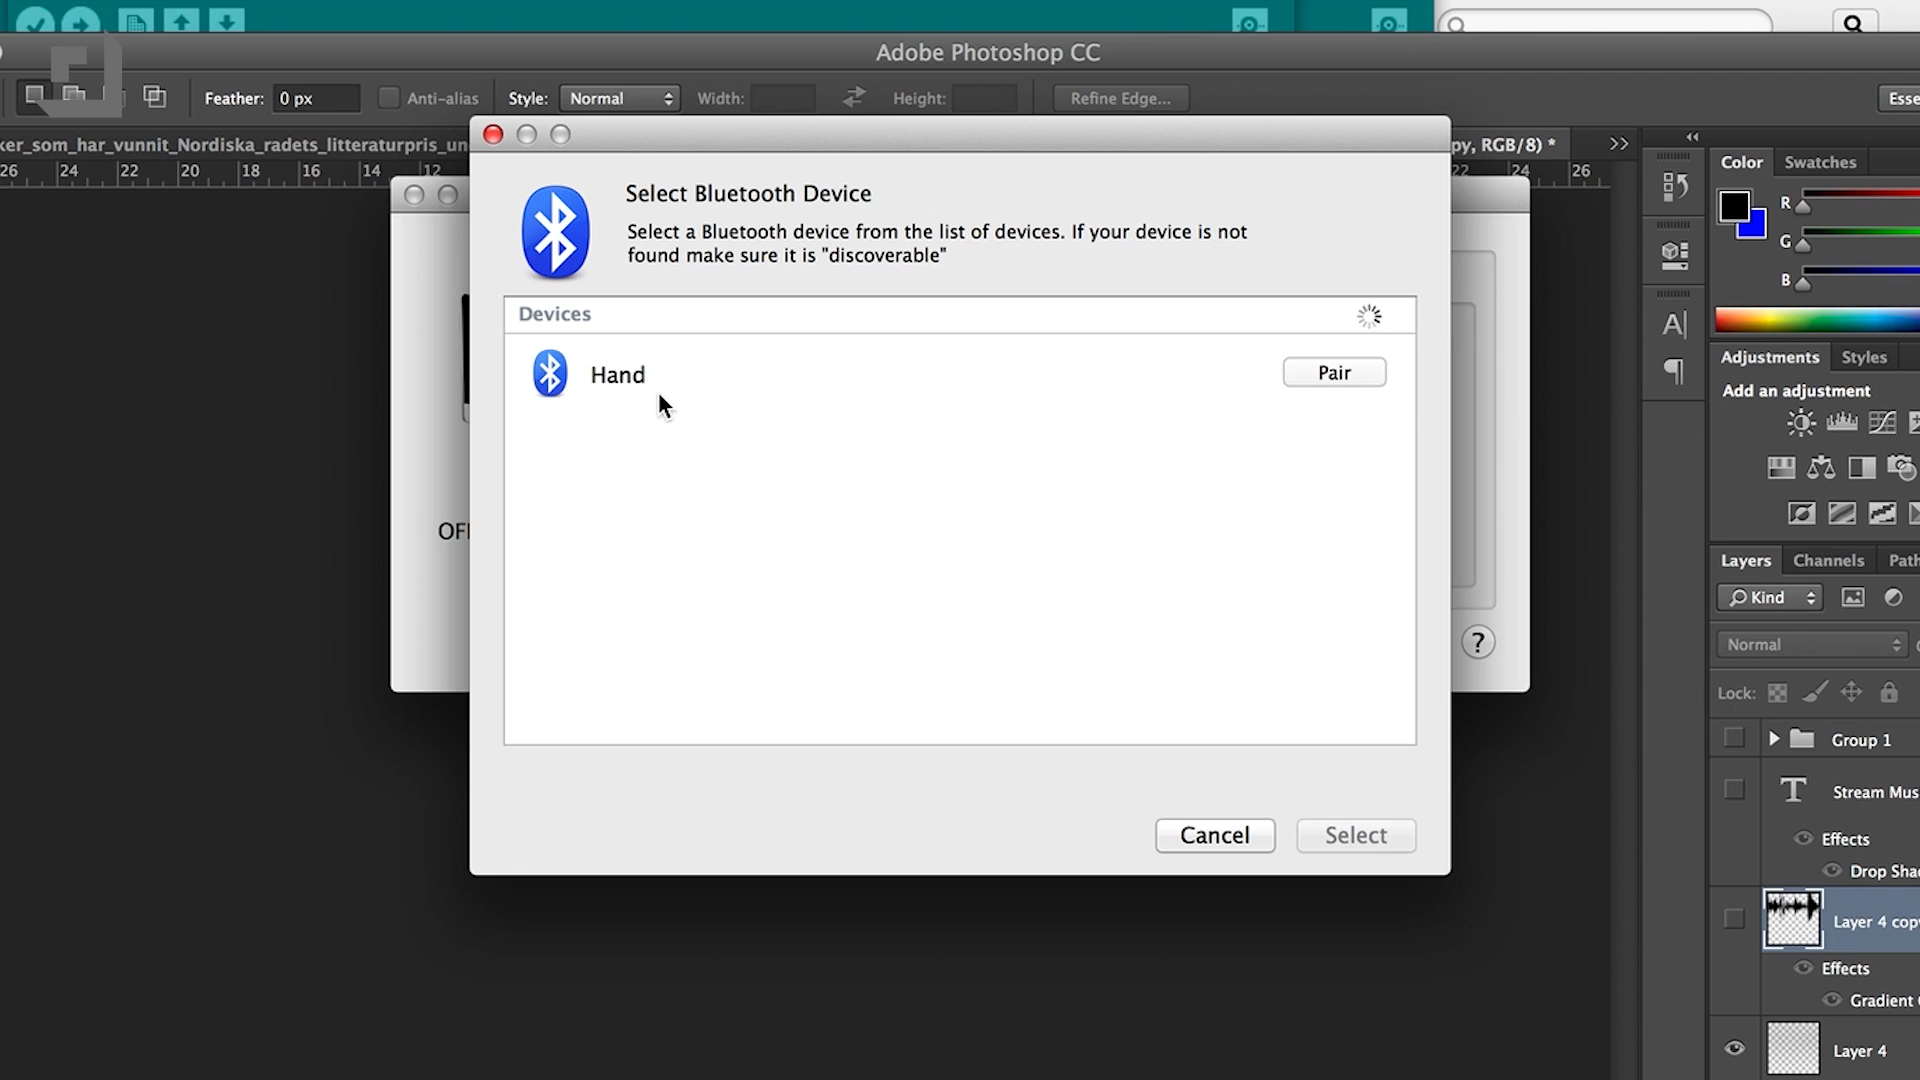 Adobe Photoshop CC
Feather: 0 px Anti-alias Style: Normal Width: Height: Refine Edge...
ker_som_har_vunnit_Nordiska_radets_litteraturpris_un
py, RGB/8) *
26 24 22 20 18 16 14 12 22 24 26
Select Bluetooth Device
Select a Bluetooth device from the list of devices. If your device is not
found make sure it is "discoverable"
Devices
Hand
Pair
Cancel Select
?
Color Swatches
R
G
B
A
Adjustments Styles
Add an adjustment
Layers Channels Path
Kind
Normal
Lock:
Group 1
T Stream Mus
Effects
Drop Sha
Layer 4 cop
Effects
Gradient
Layer 4